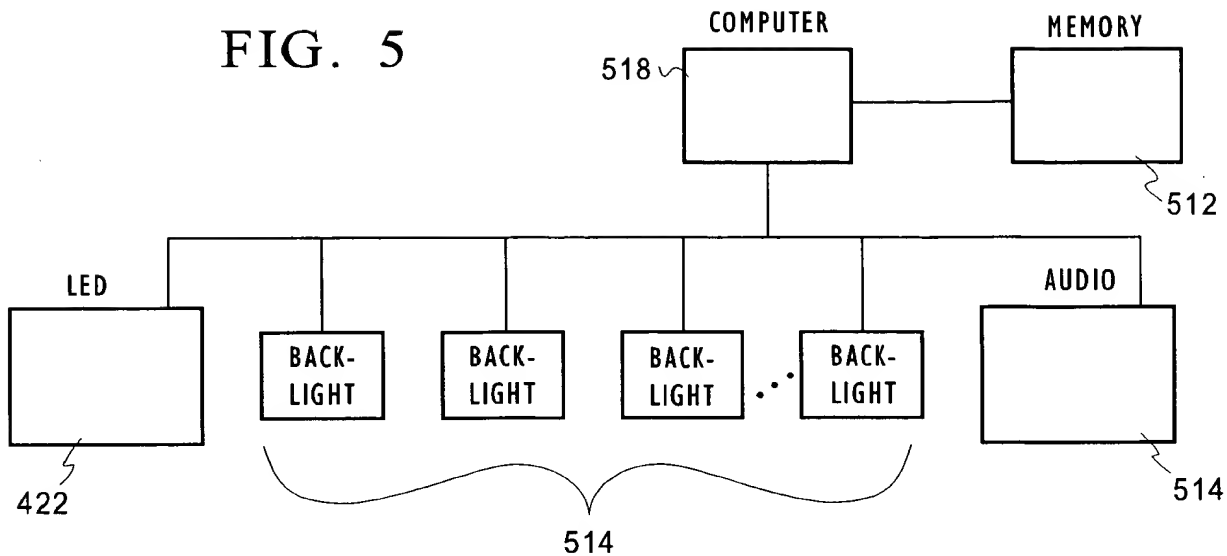 FIG. 5
COMPUTER
MEMORY
518
512
LED
AUDIO
BACK-
LIGHT
BACK-
LIGHT
BACK-
LIGHT
BACK-
LIGHT
422
514
514